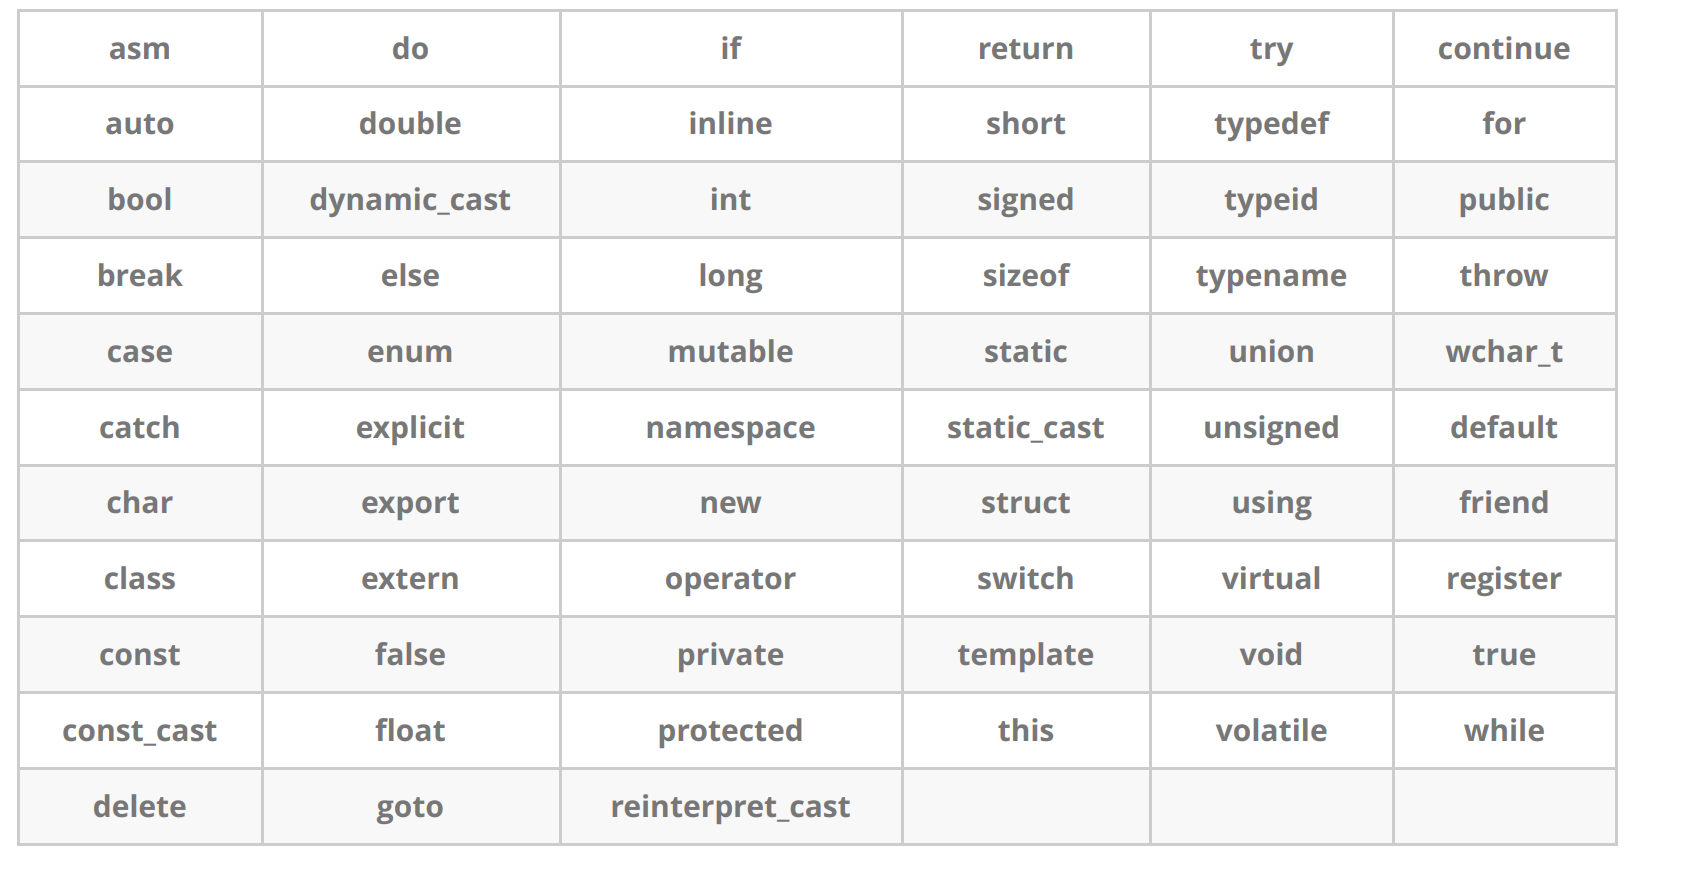 asm do if return try continue
auto double inline short typedef for
bool dynamic_cast int signed typeid public
break else long sizeof typename throw
case enum mutable static union wchar_t
catch explicit namespace static_cast unsigned default
char export new struct using friend
class extern operator switch virtual register
const false private template void true
const_cast float protected this volatile while
delete goto reinterpret_cast